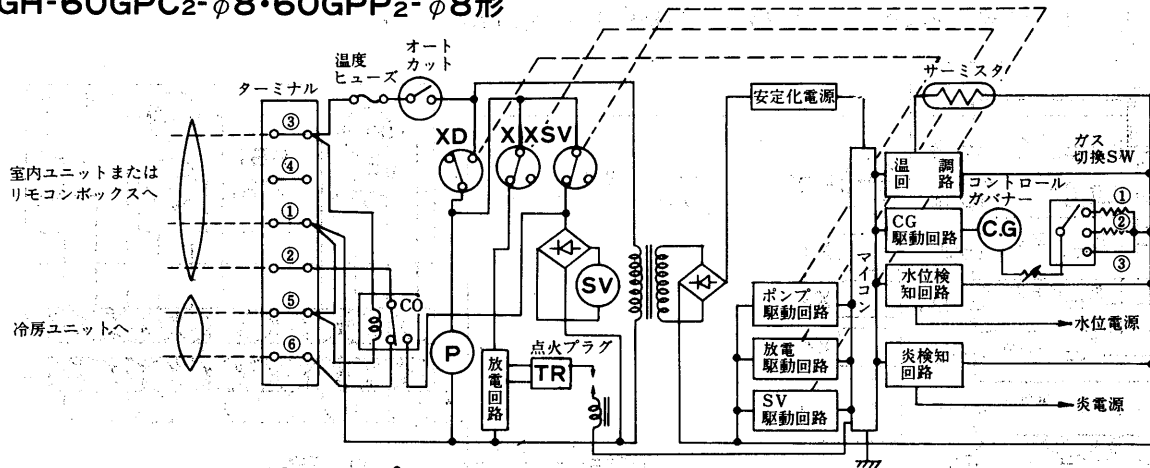 GH-60GPC2-φ8・60GPP2-φ8形
ターミナル
温度
ヒューズ
オート
カット
③
④
①
②
⑤
⑥
室内ユニットまたは
リモコンボックスへ
冷房ユニットへ
CO
XD
XSV
P
SV
放電回路
点火プラグ
TR
安定化電源
ポンプ
駆動回路
放電
駆動回路
SV
駆動回路
マイコン
サーミスタ
温調
回路
CG
駆動回路
水位検
知回路
炎検知
回路
コントロール
ガバナー
C.G
ガス
切換SW
①
②
③
水位電源
炎電源